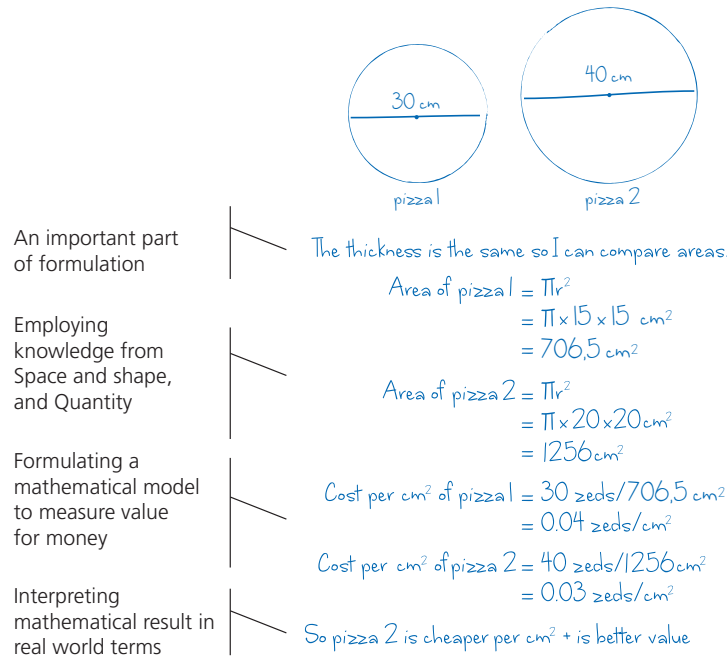 30 cm
40 cm
pizza 1
pizza 2
An important part
of formulation
The thickness is the same so I can compare areas.
Area of pizza 1 = πr²
= π x 15 x 15 cm²
= 706,5 cm²
Employing
knowledge from
Space and shape,
and Quantity
Area of pizza 2 = πr²
= π x 20 x 20 cm²
= 1256 cm²
Formulating a
mathematical model
to measure value
for money
Cost per cm² of pizza 1 = 30 zeds/706,5 cm²
= 0.04 zeds/cm²
Cost per cm² of pizza 2 = 40 zeds/1256 cm²
= 0.03 zeds/cm²
Interpreting
mathematical result in
real world terms
So pizza 2 is cheaper per cm² + is better value